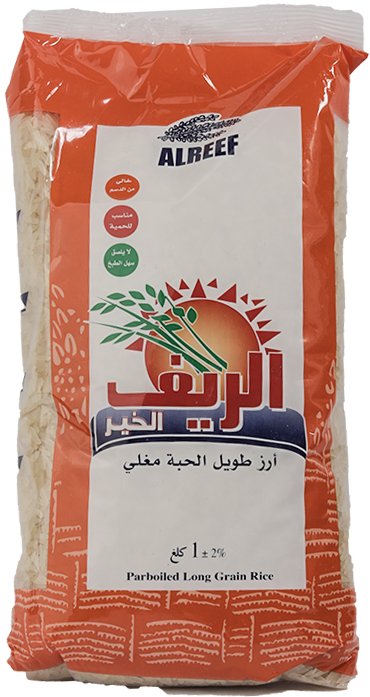 ALREEF
خالي
من الدسم
مناسب
للحمية
لا يلصق
سهل الطبخ
الريف
الخير
أرز طويل الحبة مغلي
1 ± 2% كلغ
Parboiled Long Grain Rice